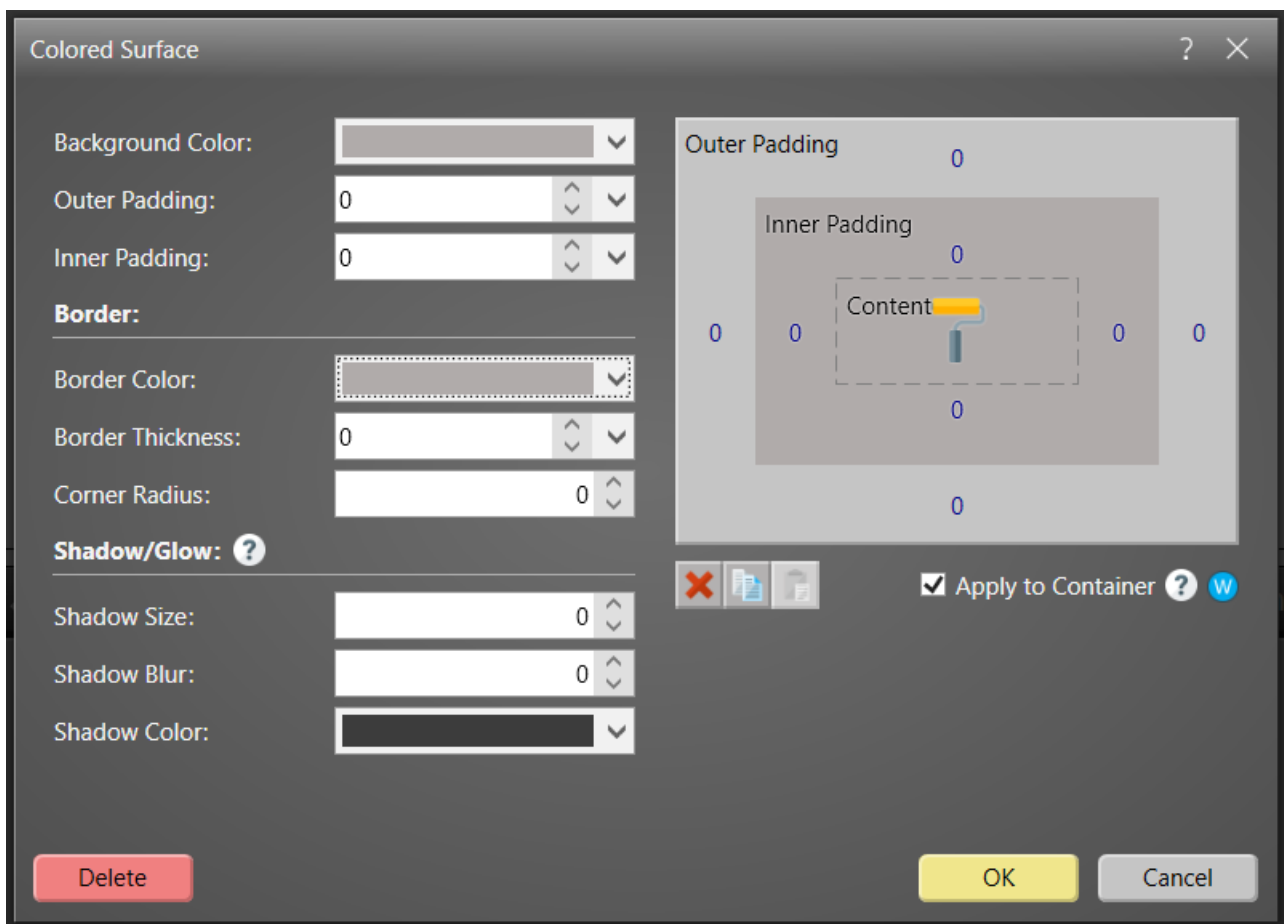 Colored Surface ?
Background Color:
Outer Padding: 0
Inner Padding: 0
Border:
Border Color:
Border Thickness: 0
Corner Radius: 0
Shadow/Glow: ?
Shadow Size: 0
Shadow Blur: 0
Shadow Color:
Outer Padding
0
Inner Padding
0
Content
0 0 0 0
0
0
Apply to Container ? W
Delete OK Cancel